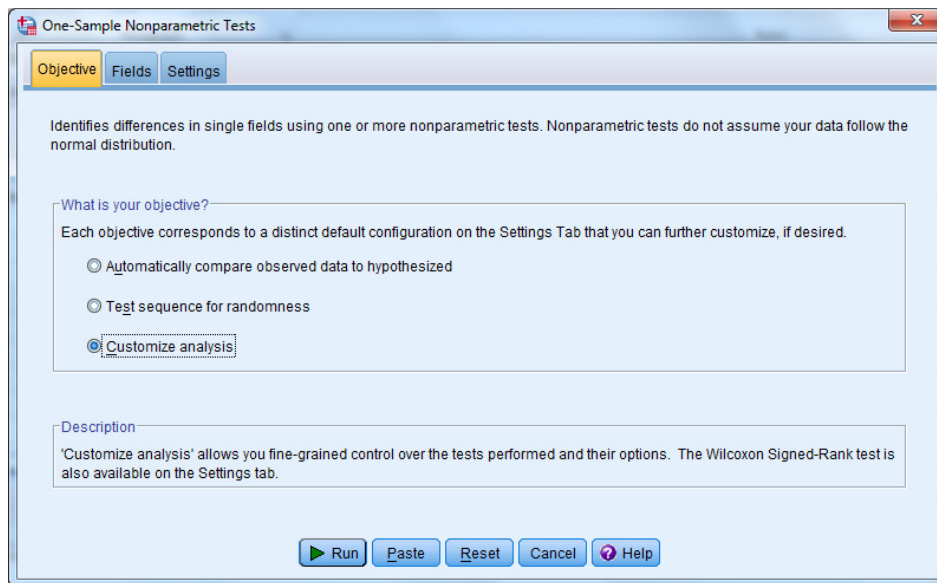 One-Sample Nonparametric Tests
Objective Fields Settings
Identifies differences in single fields using one or more nonparametric tests. Nonparametric tests do not assume your data follow the
normal distribution.
What is your objective?
Each objective corresponds to a distinct default configuration on the Settings Tab that you can further customize, if desired.
Automatically compare observed data to hypothesized
Test sequence for randomness
Customize analysis
Description
'Customize analysis' allows you fine-grained control over the tests performed and their options. The Wilcoxon Signed-Rank test is
also available on the Settings tab.
Run Paste Reset Cancel Help